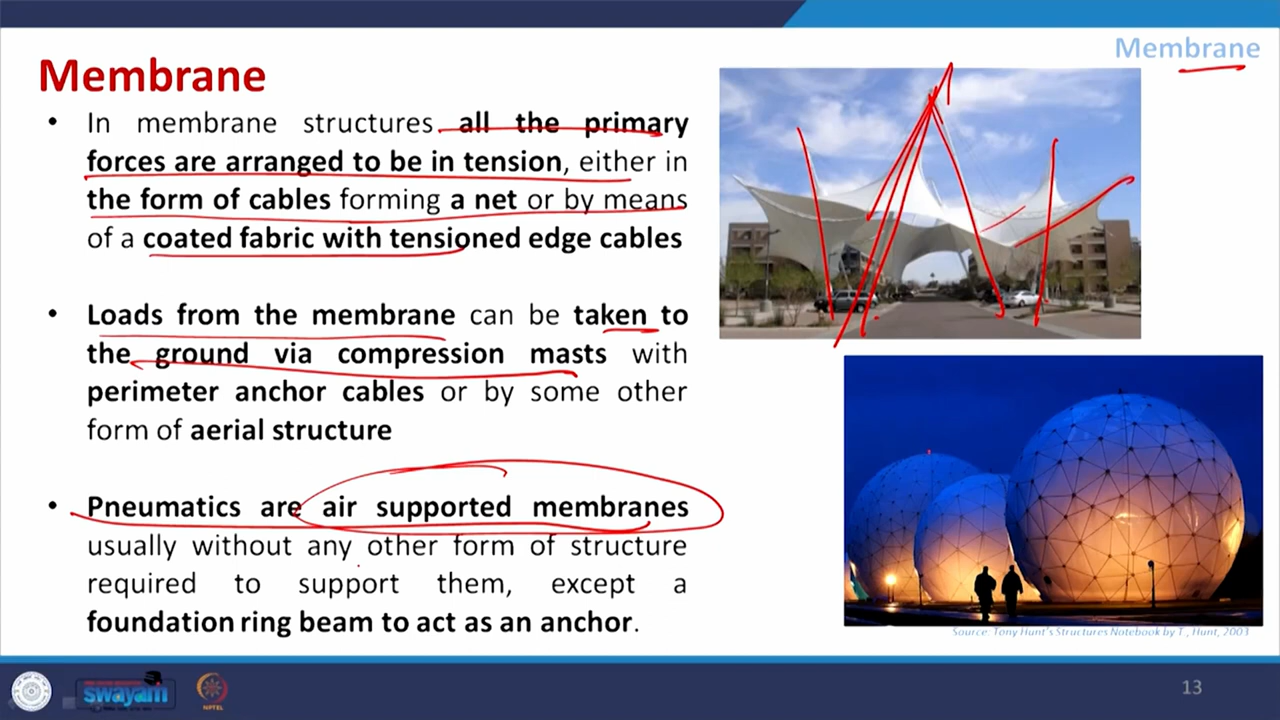 Membrane
Membrane
• In membrane structures all the primary
forces are arranged to be in tension, either in
the form of cables forming a net or by means
of a coated fabric with tensioned edge cables
• Loads from the membrane can be taken to
the ground via compression masts with
perimeter anchor cables or by some other
form of aerial structure
• Pneumatics are air supported membranes
usually without any other form of structure
required to support them, except a
foundation ring beam to act as an anchor.
Source: Tony Hunt's Structures Notebook by T., Hunt, 2003
swayam
NPTEL
13